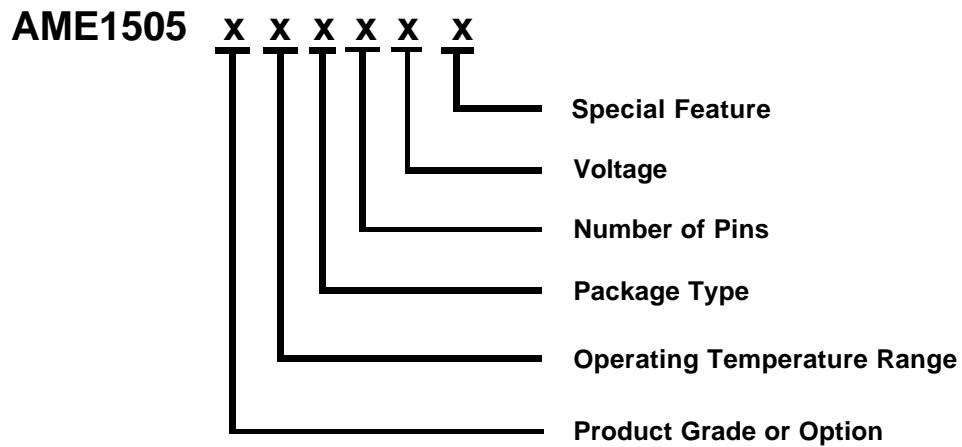 AME1505 x x x x x x
Special Feature
Voltage
Number of Pins
Package Type
Operating Temperature Range
Product Grade or Option